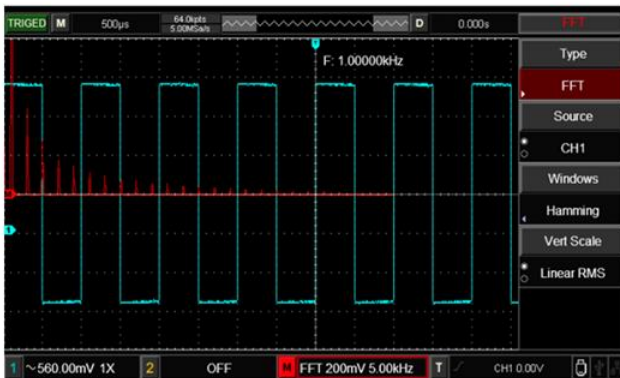 TRIGED M 500μs 64.0kpts D 0.000s FFT
5.00MSa/s
T
F: 1.00000kHz
Type
FFT
Source
CH1
Windows
Hamming
Vert Scale
Linear RMS
1
1 ~560.00mV 1X 2 OFF M FFT 200mV 5.00kHz T CH1 0.00V